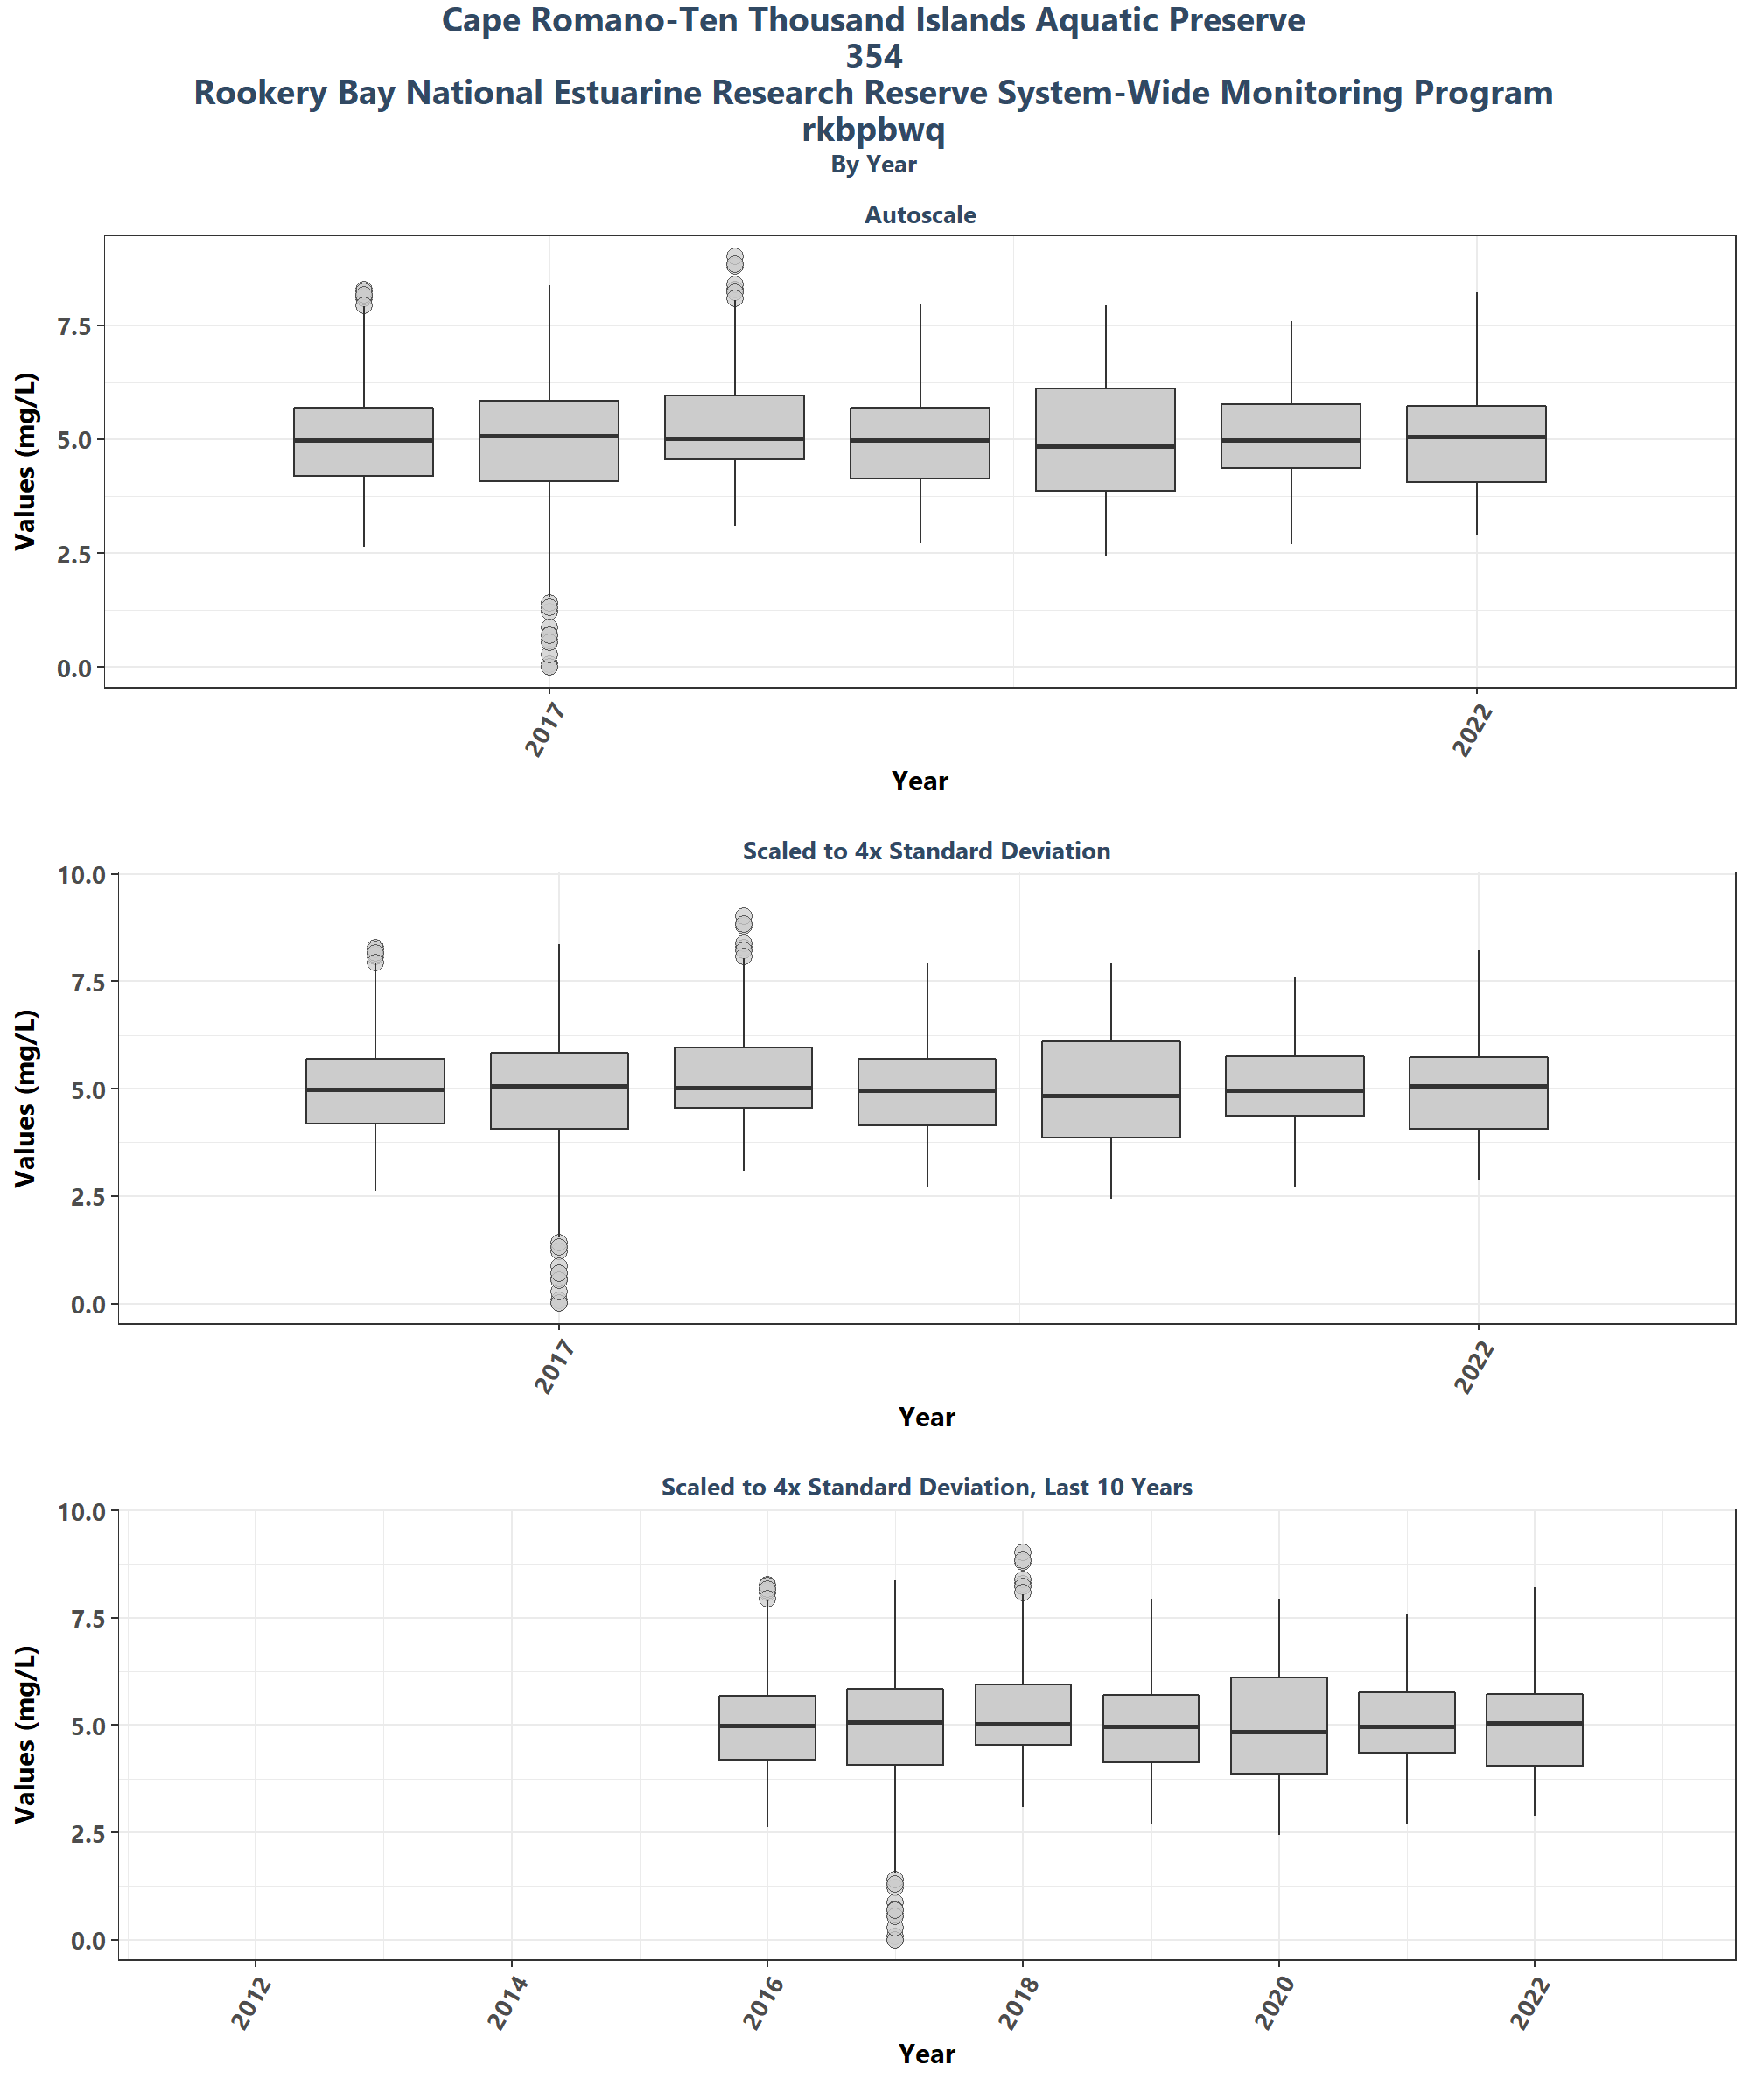 Cape Romano-Ten Thousand Islands Aquatic Preserve
354
Rookery Bay National Estuarine Research Reserve System-Wide Monitoring Program
rkbpbwq
By Year
Autoscale
Values (mg/L)
7.5
5.0
2.5
0.0
2017
2022
Year
Scaled to 4x Standard Deviation
Values (mg/L)
10.0
7.5
5.0
2.5
0.0
2017
2022
Year
Scaled to 4x Standard Deviation, Last 10 Years
Values (mg/L)
10.0
7.5
5.0
2.5
0.0
2012
2014
2016
2018
2020
2022
Year